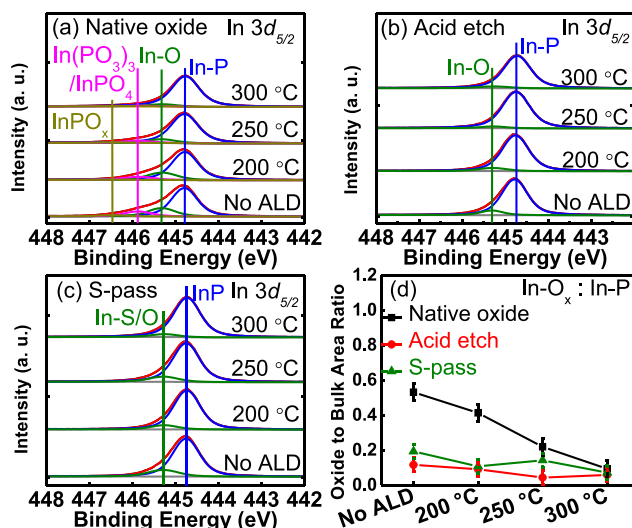 (a) Native oxide In 3d5/2
In(PO3)3
/InPO4
In-O
In-P
InPOx
300 °C
250 °C
200 °C
No ALD
Intensity (a. u.)
448 447 446 445 444 443 442
Binding Energy (eV)
(b) Acid etch In 3d5/2
In-P
In-O
300 °C
250 °C
200 °C
No ALD
Intensity (a. u.)
448 447 446 445 444 443
Binding Energy (eV)
(c) S-pass In 3d5/2
InP
In-S/O
300 °C
250 °C
200 °C
No ALD
Intensity (a. u.)
448 447 446 445 444 443 442
Binding Energy (eV)
(d) In-Ox : In-P
Native oxide
Acid etch
S-pass
Oxide to Bulk Area Ratio
1.2
1.0
0.8
0.6
0.4
0.2
0.0
No ALD 200 °C 250 °C 300 °C